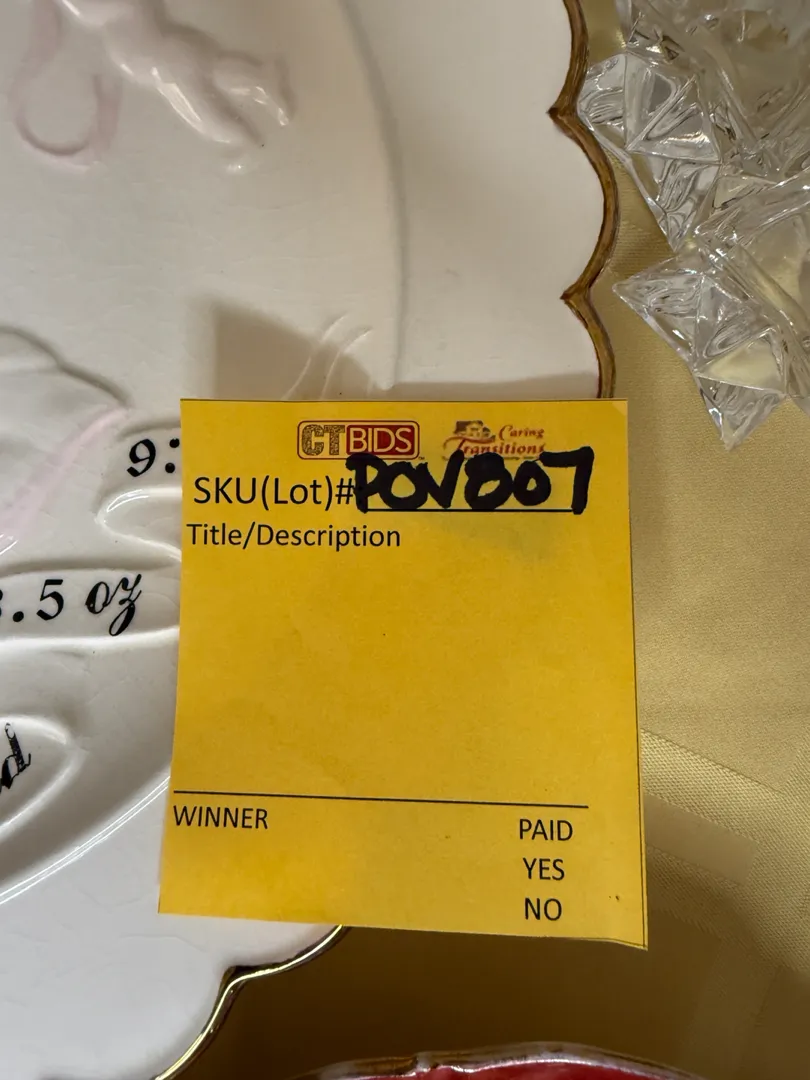 CTBIDS Caring Transitions
SKU(Lot)#POV807
Title/Description
9:
.5 oz
WINNER PAID
YES
NO